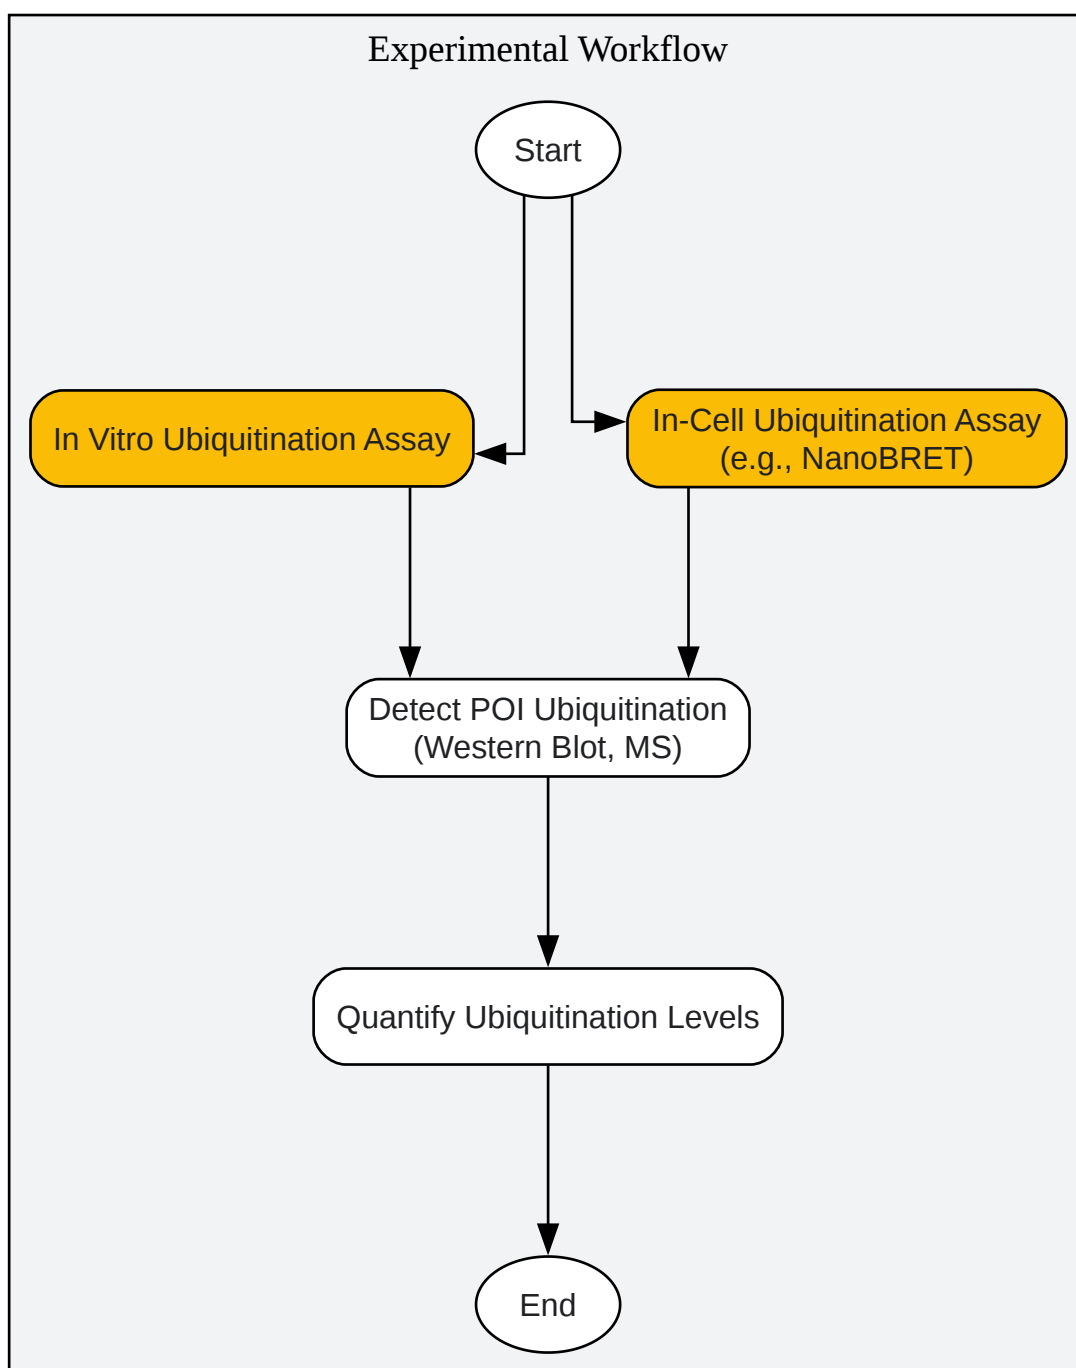 Experimental Workflow
Start
In Vitro Ubiquitination Assay
In-Cell Ubiquitination Assay
(e.g., NanoBRET)
Detect POI Ubiquitination
(Western Blot, MS)
Quantify Ubiquitination Levels
End